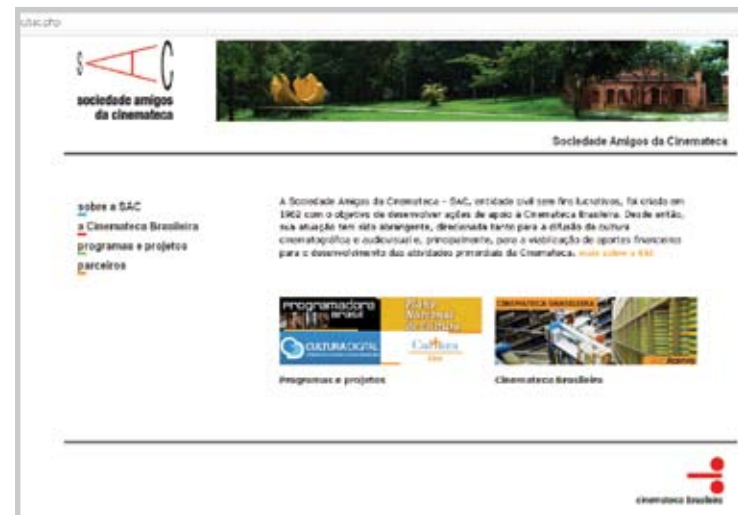 SAC
sociedade amigos
da cinemateca
Sociedade Amigos da Cinemateca
sobre a SAC
a Cinemateca Brasileira
programas e projetos
parceiros
A Sociedade Amigos da Cinemateca - SAC, entidade civil sem fins lucrativos, foi criada em
1962 com o objetivo de desenvolver ações de apoio à Cinemateca Brasileira. Desde então,
sua atuação tem sido abrangente, direcionada tanto para a difusão da cultura
cinematográfica e audiovisual e, principalmente, para a viabilização de aportes financeiros
para o desenvolvimento das atividades primordiais da Cinemateca. mais sobre a SAC
Programadora
Brasil
Plano
Nacional
de Cultura
CULTURA DIGITAL
Cultura
CINEMATECA BRASILEIRA
Programas e projetos
Cinemateca Brasileira
cinemateca brasileira